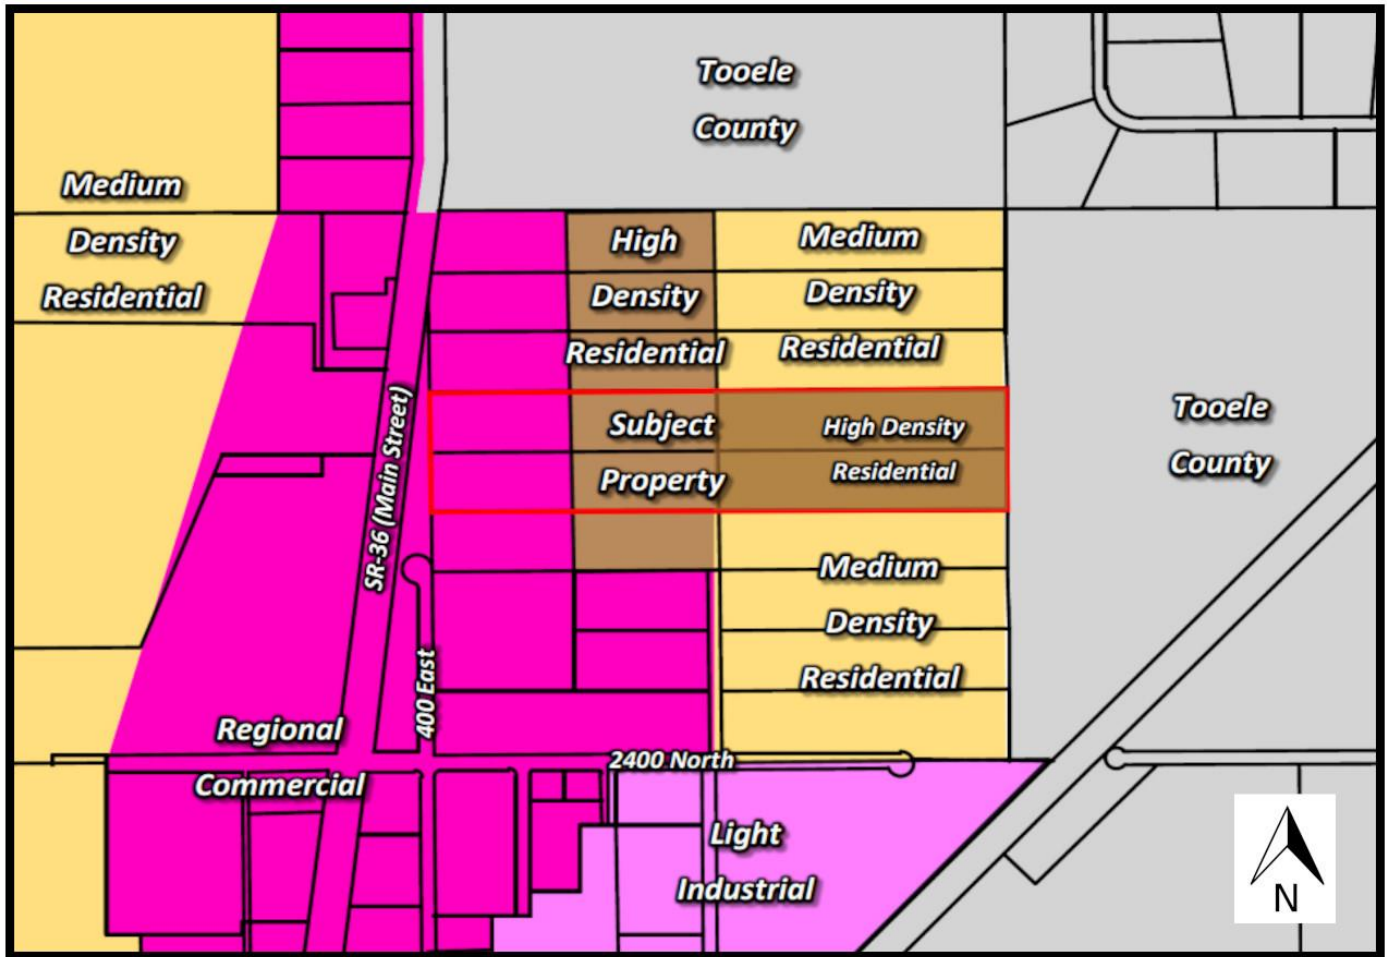 Tooele
County
Medium
Density
Residential
High
Density
Residential
Medium
Density
Residential
SR-36 (Main Street)
Subject
Property
High Density
Residential
Tooele
County
Medium
Density
Residential
400 East
Regional
Commercial
2400 North
Light
Industrial
N